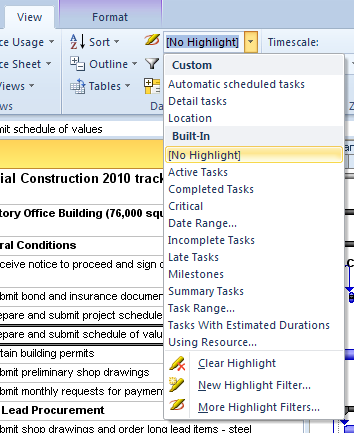 View Format
ce Usage Sort [No Highlight] Timescale:
ce Sheet Outline
Views Tables
Custom
Automatic scheduled tasks
Detail tasks
Location
Built-In
[No Highlight]
Active Tasks
Completed Tasks
Critical
Date Range...
Incomplete Tasks
Late Tasks
Milestones
Summary Tasks
Task Range...
Tasks With Estimated Durations
Using Resource...
Clear Highlight
New Highlight Filter...
More Highlight Filters...
mit schedule of values
ial Construction 2010 track
tory Office Building (76,000 squ
ral Conditions
ceive notice to proceed and sign c
bmit bond and insurance documen
epare and submit project schedule
epare and submit schedule of valu
tain building permits
bmit preliminary shop drawings
bmit monthly requests for paymen
Lead Procurement
bmit shop drawings and order long lead items - steel